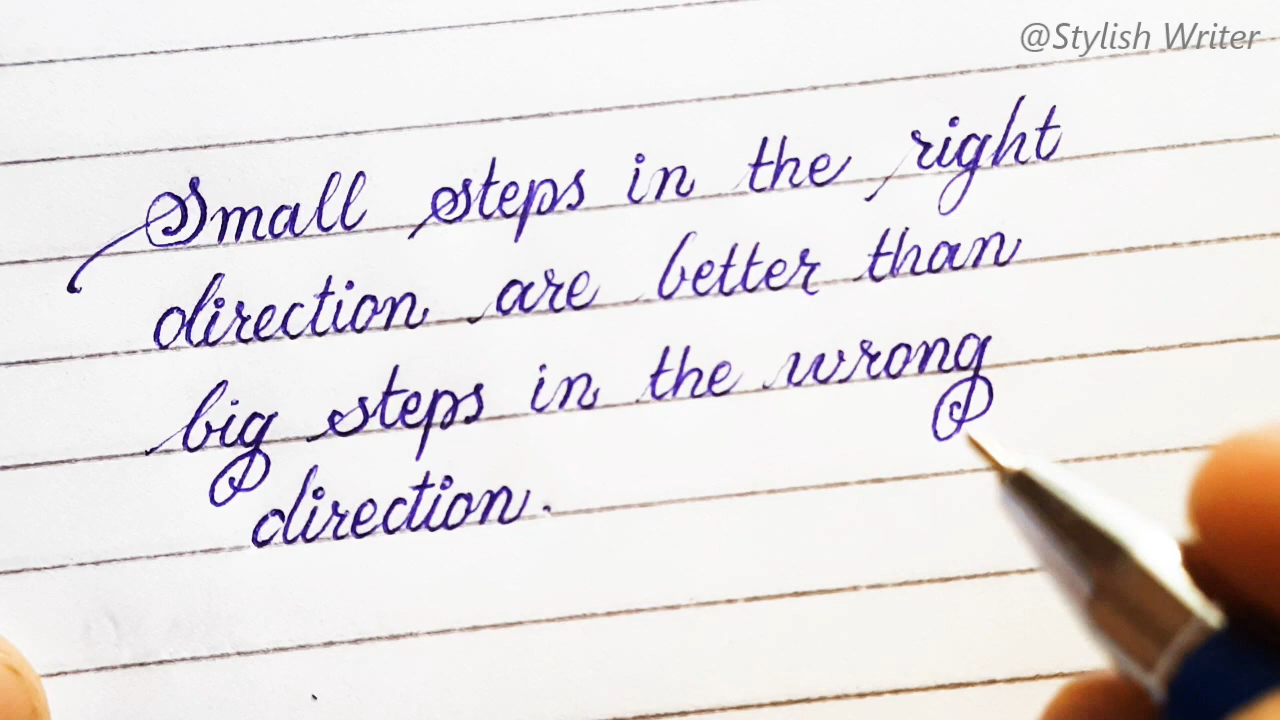 @Stylish Writer
Small steps in the right
direction are better than
big steps in the wrong
direction.